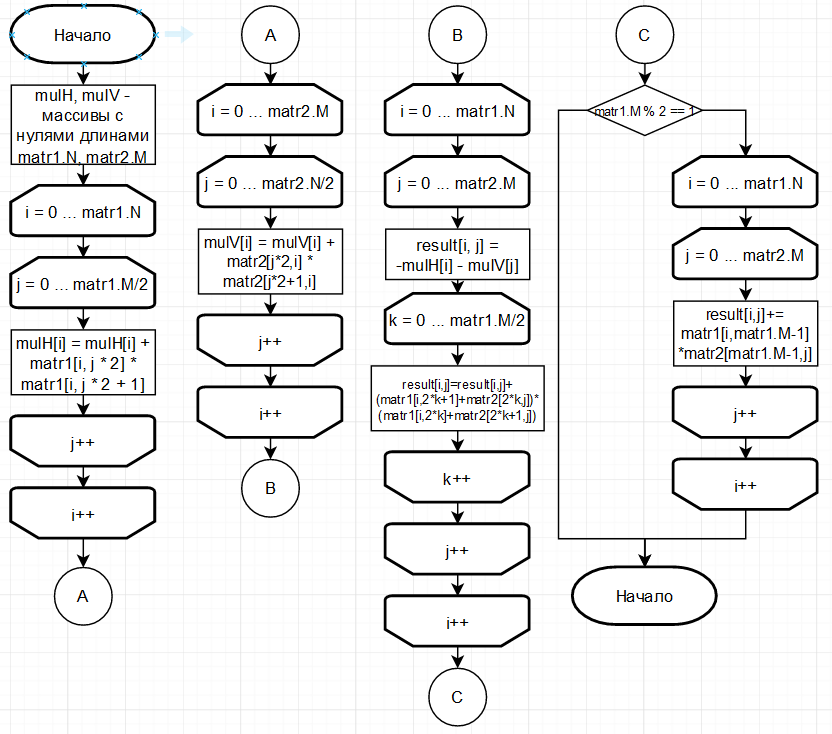 Начало
mulH, mulV -
массивы с
нулями длинами
matr1.N, matr2.M
i = 0 ... matr1.N
j = 0 ... matr1.M/2
mulH[i] = mulH[i] +
matr1[i, j * 2] *
matr1[i, j * 2 + 1]
j++
i++
A
A
i = 0 ... matr2.M
j = 0 ... matr2.N/2
mulV[i] = mulV[i] +
matr2[j*2,i] *
matr2[j*2+1,i]
j++
i++
B
B
i = 0 ... matr1.N
j = 0 ... matr2.M
result[i, j] =
-mulH[i] - mulV[j]
k = 0 ... matr1.M/2
result[i,j]=result[i,j]+
(matr1[i,2*k+1]+matr2[2*k,j])*
(matr1[i,2*k]+matr2[2*k+1,j])
k++
j++
i++
C
C
matr1.M % 2 == 1
i = 0 ... matr1.N
j = 0 ... matr2.M
result[i,j]+=
matr1[i,matr1.M-1]
*matr2[matr1.M-1,j]
j++
i++
Начало